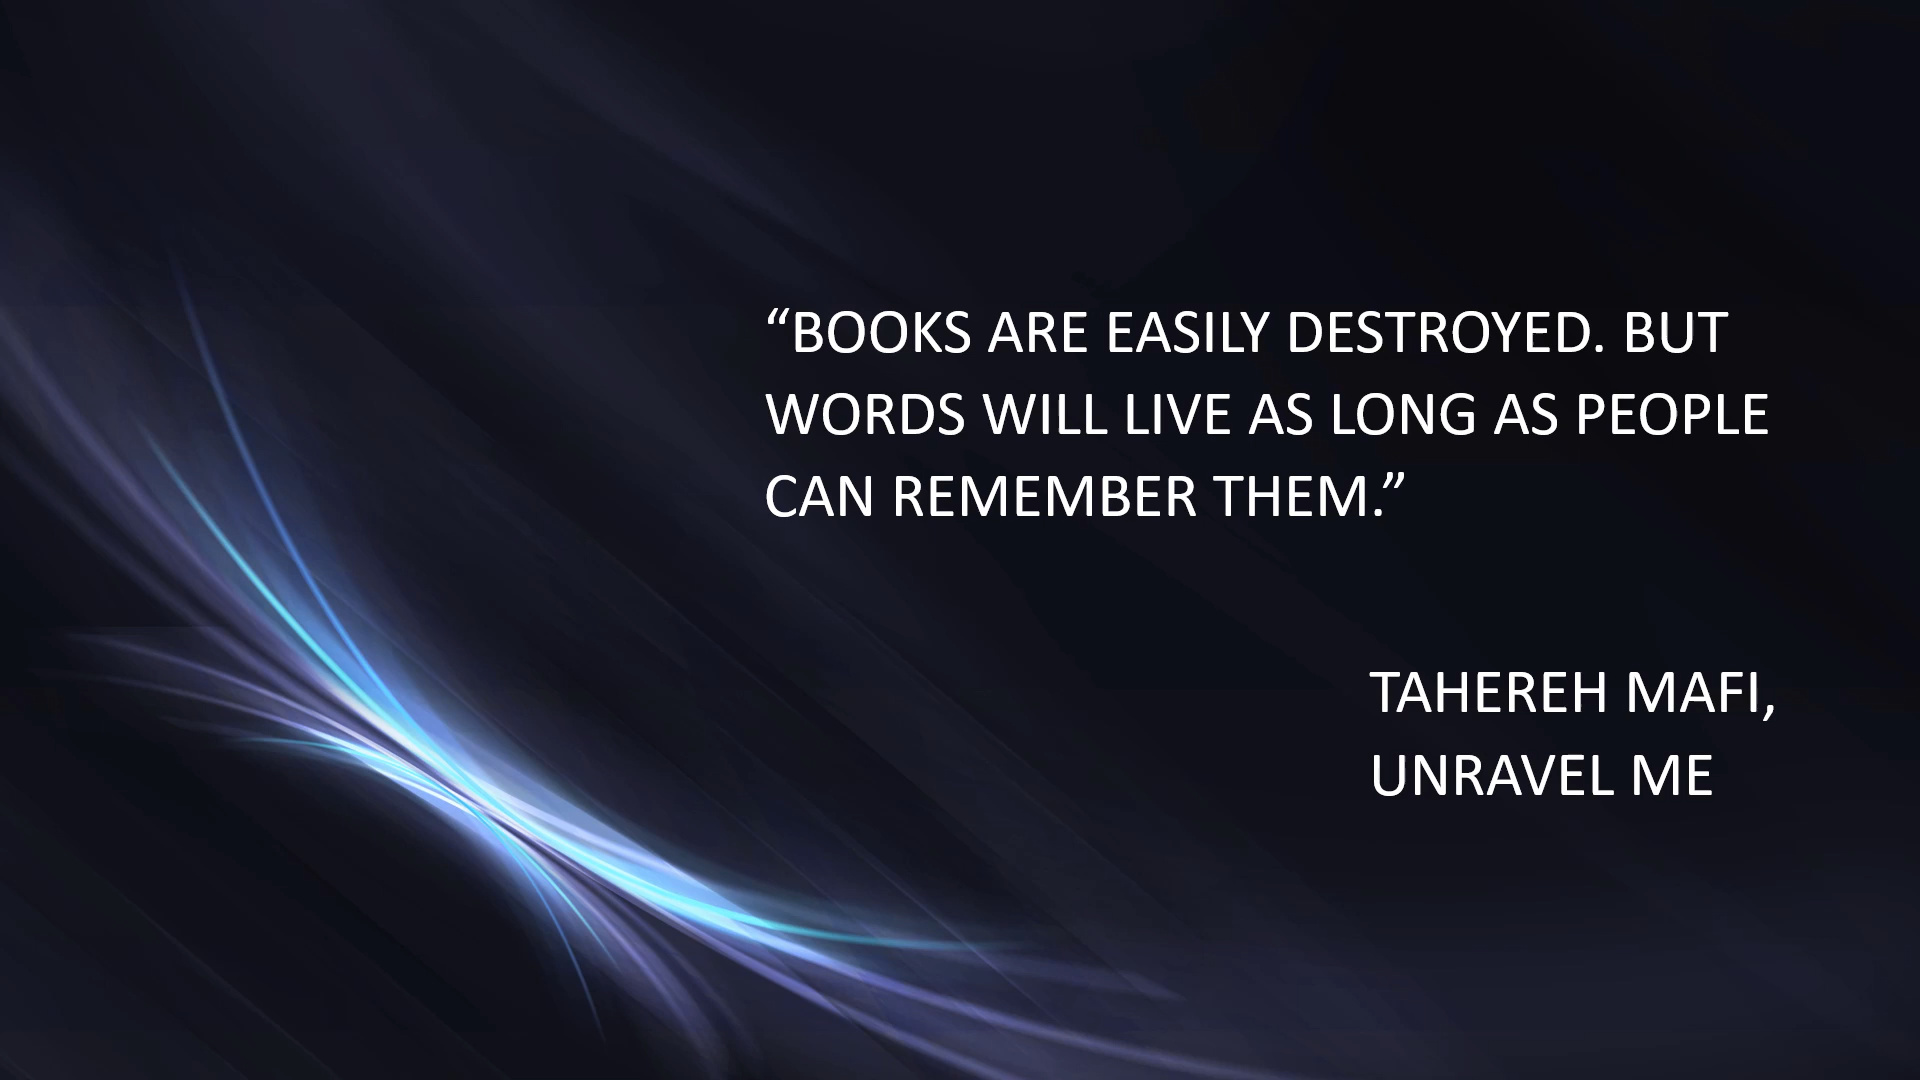 “BOOKS ARE EASILY DESTROYED. BUT
WORDS WILL LIVE AS LONG AS PEOPLE
CAN REMEMBER THEM.”
TAHEREH MAFI,
UNRAVEL ME